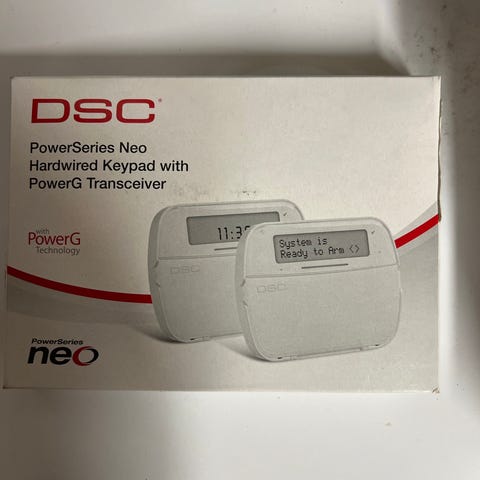 DSC®
PowerSeries Neo
Hardwired Keypad with
PowerG Transceiver
with
PowerG
Technology
11:3
System is
Ready to Arm <>
DSC
DSC
PowerSeries
neo